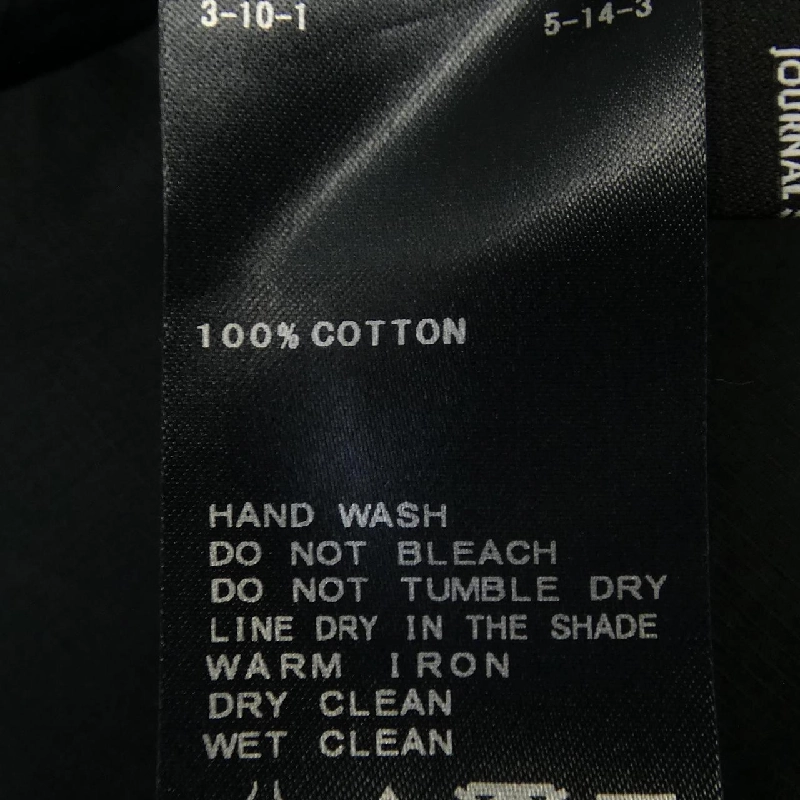 3-10-1
5-14-3
JOURNAL
100% COTTON
HAND WASH
DO NOT BLEACH
DO NOT TUMBLE DRY
LINE DRY IN THE SHADE
WARM IRON
DRY CLEAN
WET CLEAN